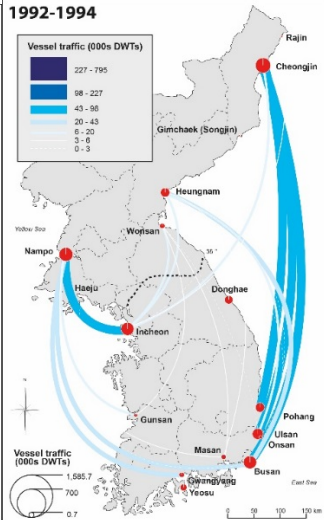 1992-1994
Vessel traffic (000s DWTs)
227 - 795
98 - 227
43 - 98
20 - 43
6 - 20
3 - 6
0 - 3
Rajin
Cheongjin
Gimchaek (Songjin)
Heungnam
Wonsan
Yellow Sea
Nampo
Haeju
38 °
Donghae
Incheon
Gunsan
Pohang
Ulsan
Onsan
Masan
Busan
Gwangyang
Yeosu
East Sea
Vessel traffic
(000s DWTs)
1,585.7
700
0.7
0 50 100 150 km